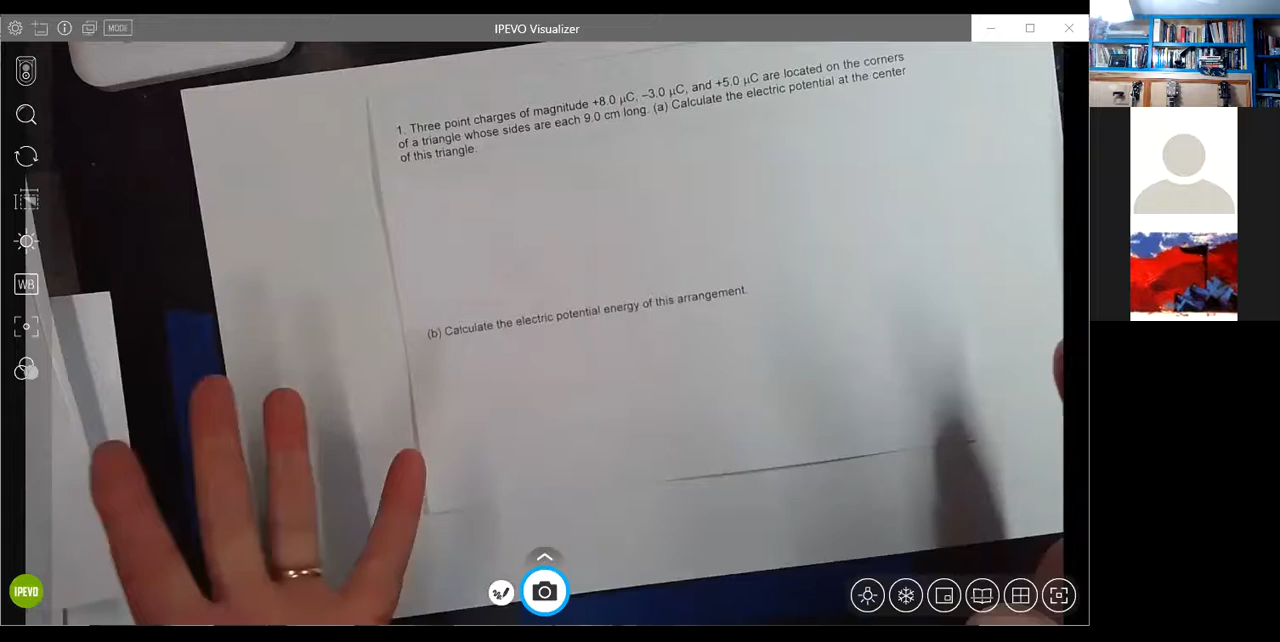 MODE
IPEVO Visualizer
1. Three point charges of magnitude +8.0 μC, –3.0 μC, and +5.0 μC are located on the corners
of a triangle whose sides are each 9.0 cm long. (a) Calculate the electric potential at the center
of this triangle.
WB
(b) Calculate the electric potential energy of this arrangement.
IPEVO